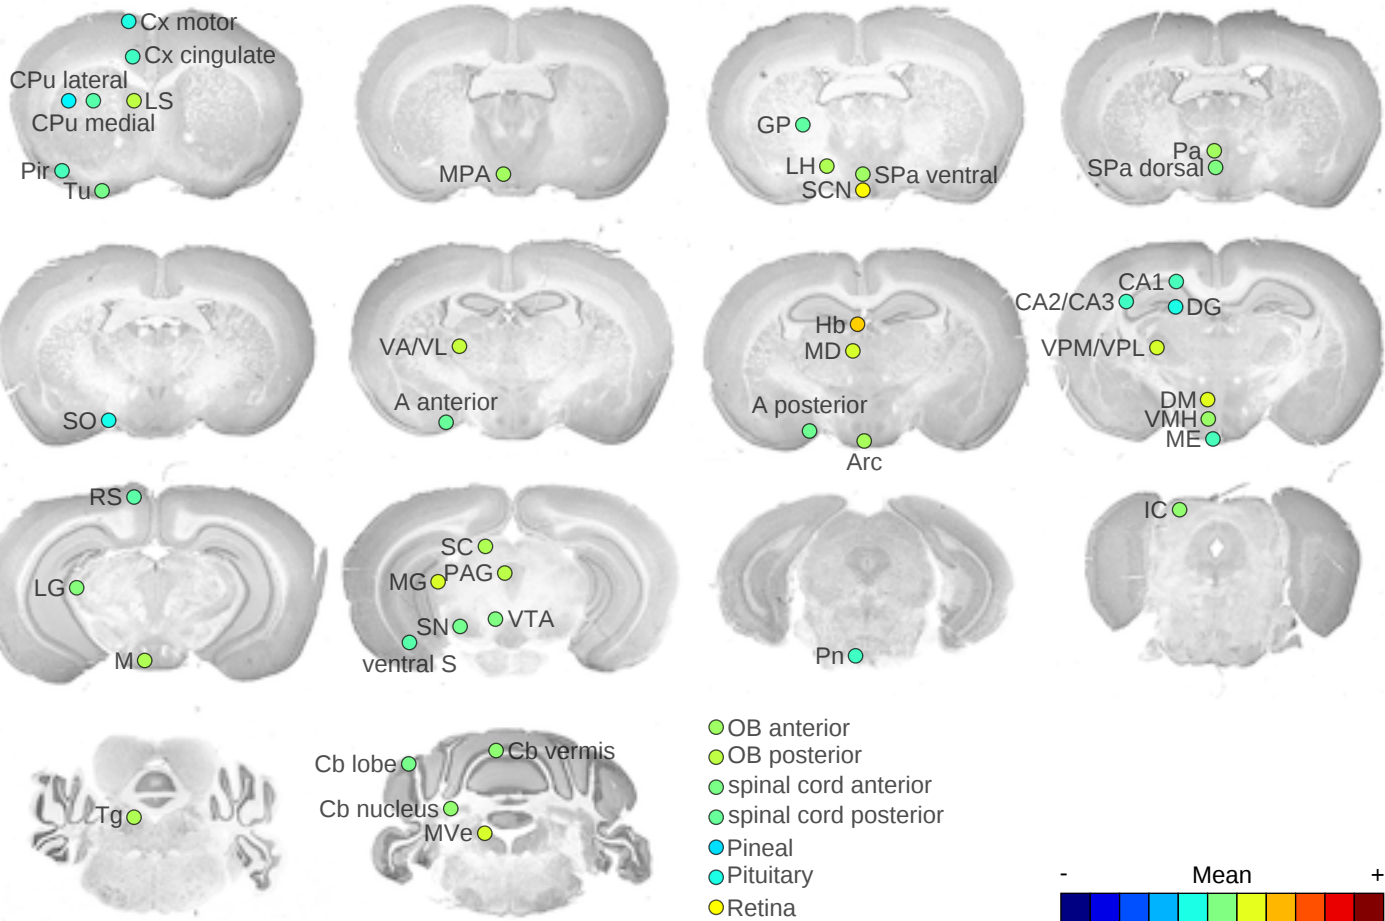 Cx motor
Cx cingulate
CPu lateral
LS
CPu medial
Pir
Tu
MPA
GP
LH
SPa ventral
SCN
Pa
SPa dorsal
SO
VA/VL
A anterior
Hb
MD
A posterior
Arc
CA1
CA2/CA3
DG
VPM/VPL
DM
VMH
ME
RS
LG
M
SC
MG
PAG
SN
VTA
ventral S
Pn
IC
Tg
Cb lobe
Cb vermis
Cb nucleus
MVe
OB anterior
OB posterior
spinal cord anterior
spinal cord posterior
Pineal
Pituitary
Retina
- Mean +